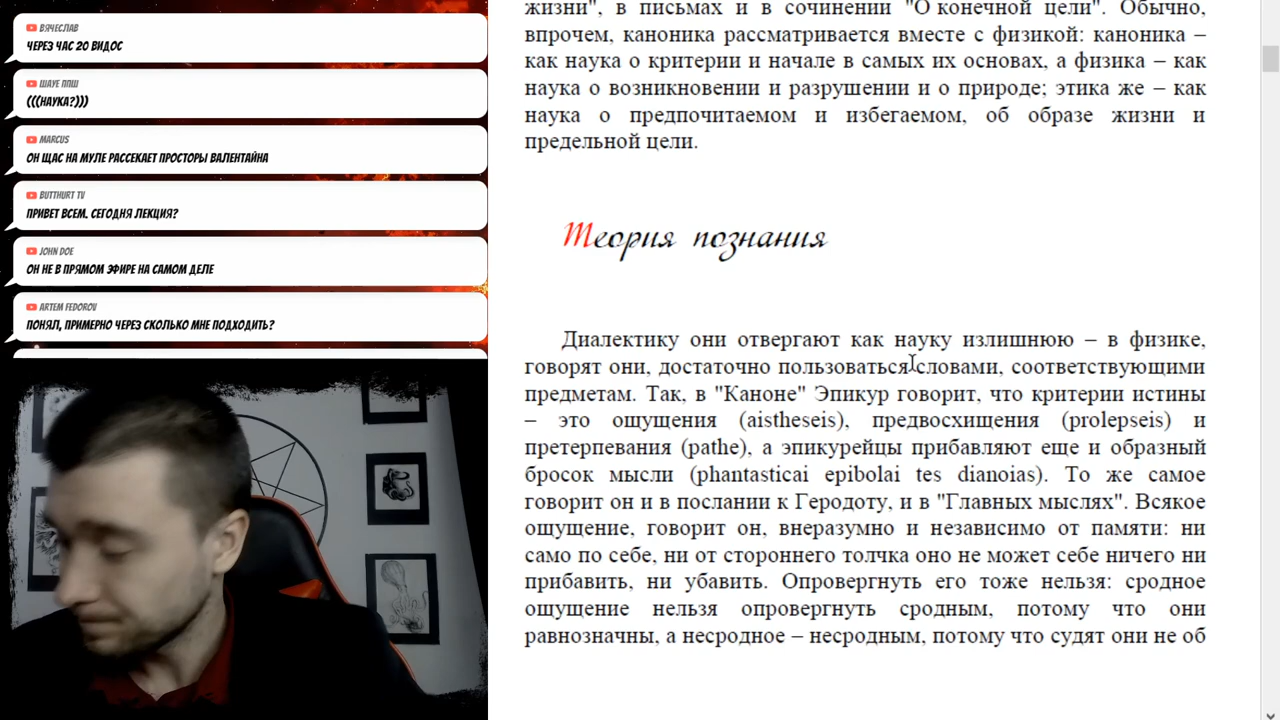 ВЯЧЕСЛАВ
ЧЕРЕЗ ЧАС 20 ВИДОС
ШАУЕ ППШ
(((НАУКА?)))
MARCUS
ОН ЩАС НА МУЛЕ РАССЕКАЕТ ПРОСТОРЫ ВАЛЕНТАЙНА
BUTTHURT TV
ПРИВЕТ ВСЕМ. СЕГОДНЯ ЛЕКЦИЯ?
JOHN DOE
ОН НЕ В ПРЯМОМ ЭФИРЕ НА САМОМ ДЕЛЕ
ARTEM FEDOROV
ПОНЯЛ, ПРИМЕРНО ЧЕРЕЗ СКОЛЬКО МНЕ ПОДХОДИТЬ?
жизни", в письмах и в сочинении "О конечной цели". Обычно,
впрочем, каноника рассматривается вместе с физикой: каноника –
как наука о критерии и начале в самых их основах, а физика – как
наука о возникновении и разрушении и о природе; этика же – как
наука о предпочитаемом и избегаемом, об образе жизни и
предельной цели.
Теория познания
Диалектику они отвергают как науку излишнюю – в физике,
говорят они, достаточно пользоваться словами, соответствующими
предметам. Так, в "Каноне" Эпикур говорит, что критерии истины
– это ощущения (aistheseis), предвосхищения (prolepseis) и
претерпевания (pathe), а эпикурейцы прибавляют еще и образный
бросок мысли (phantasticai epibolai tes dianoias). То же самое
говорит он и в послании к Геродоту, и в "Главных мыслях". Всякое
ощущение, говорит он, внеразумно и независимо от памяти: ни
само по себе, ни от стороннего толчка оно не может себе ничего ни
прибавить, ни убавить. Опровергнуть его тоже нельзя: сродное
ощущение нельзя опровергнуть сродным, потому что они
равнозначны, а несродное – несродным, потому что судят они не об